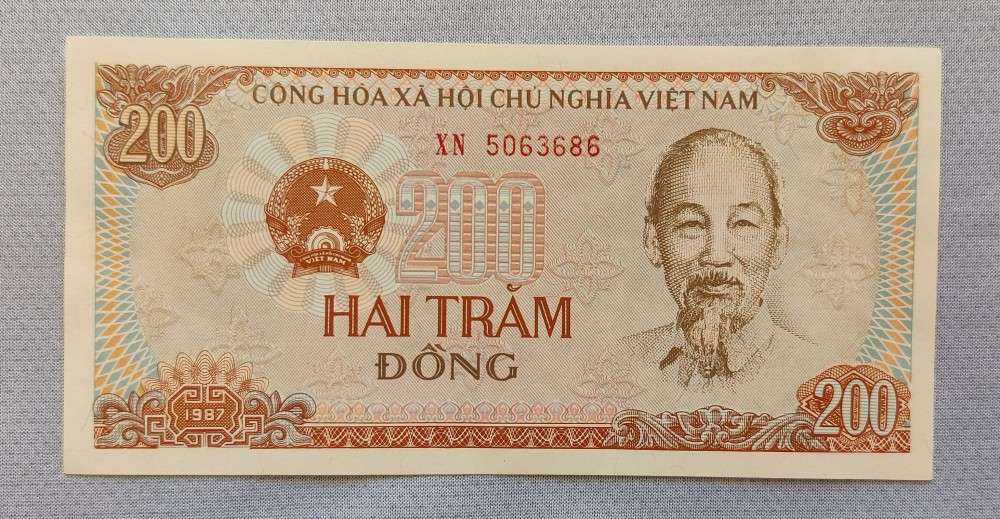 CỘNG HÒA XÃ HỘI CHỦ NGHĨA VIỆT NAM
200
XN 5063686
200
VIỆT NAM
HAI TRĂM
ĐỒNG
1987
200